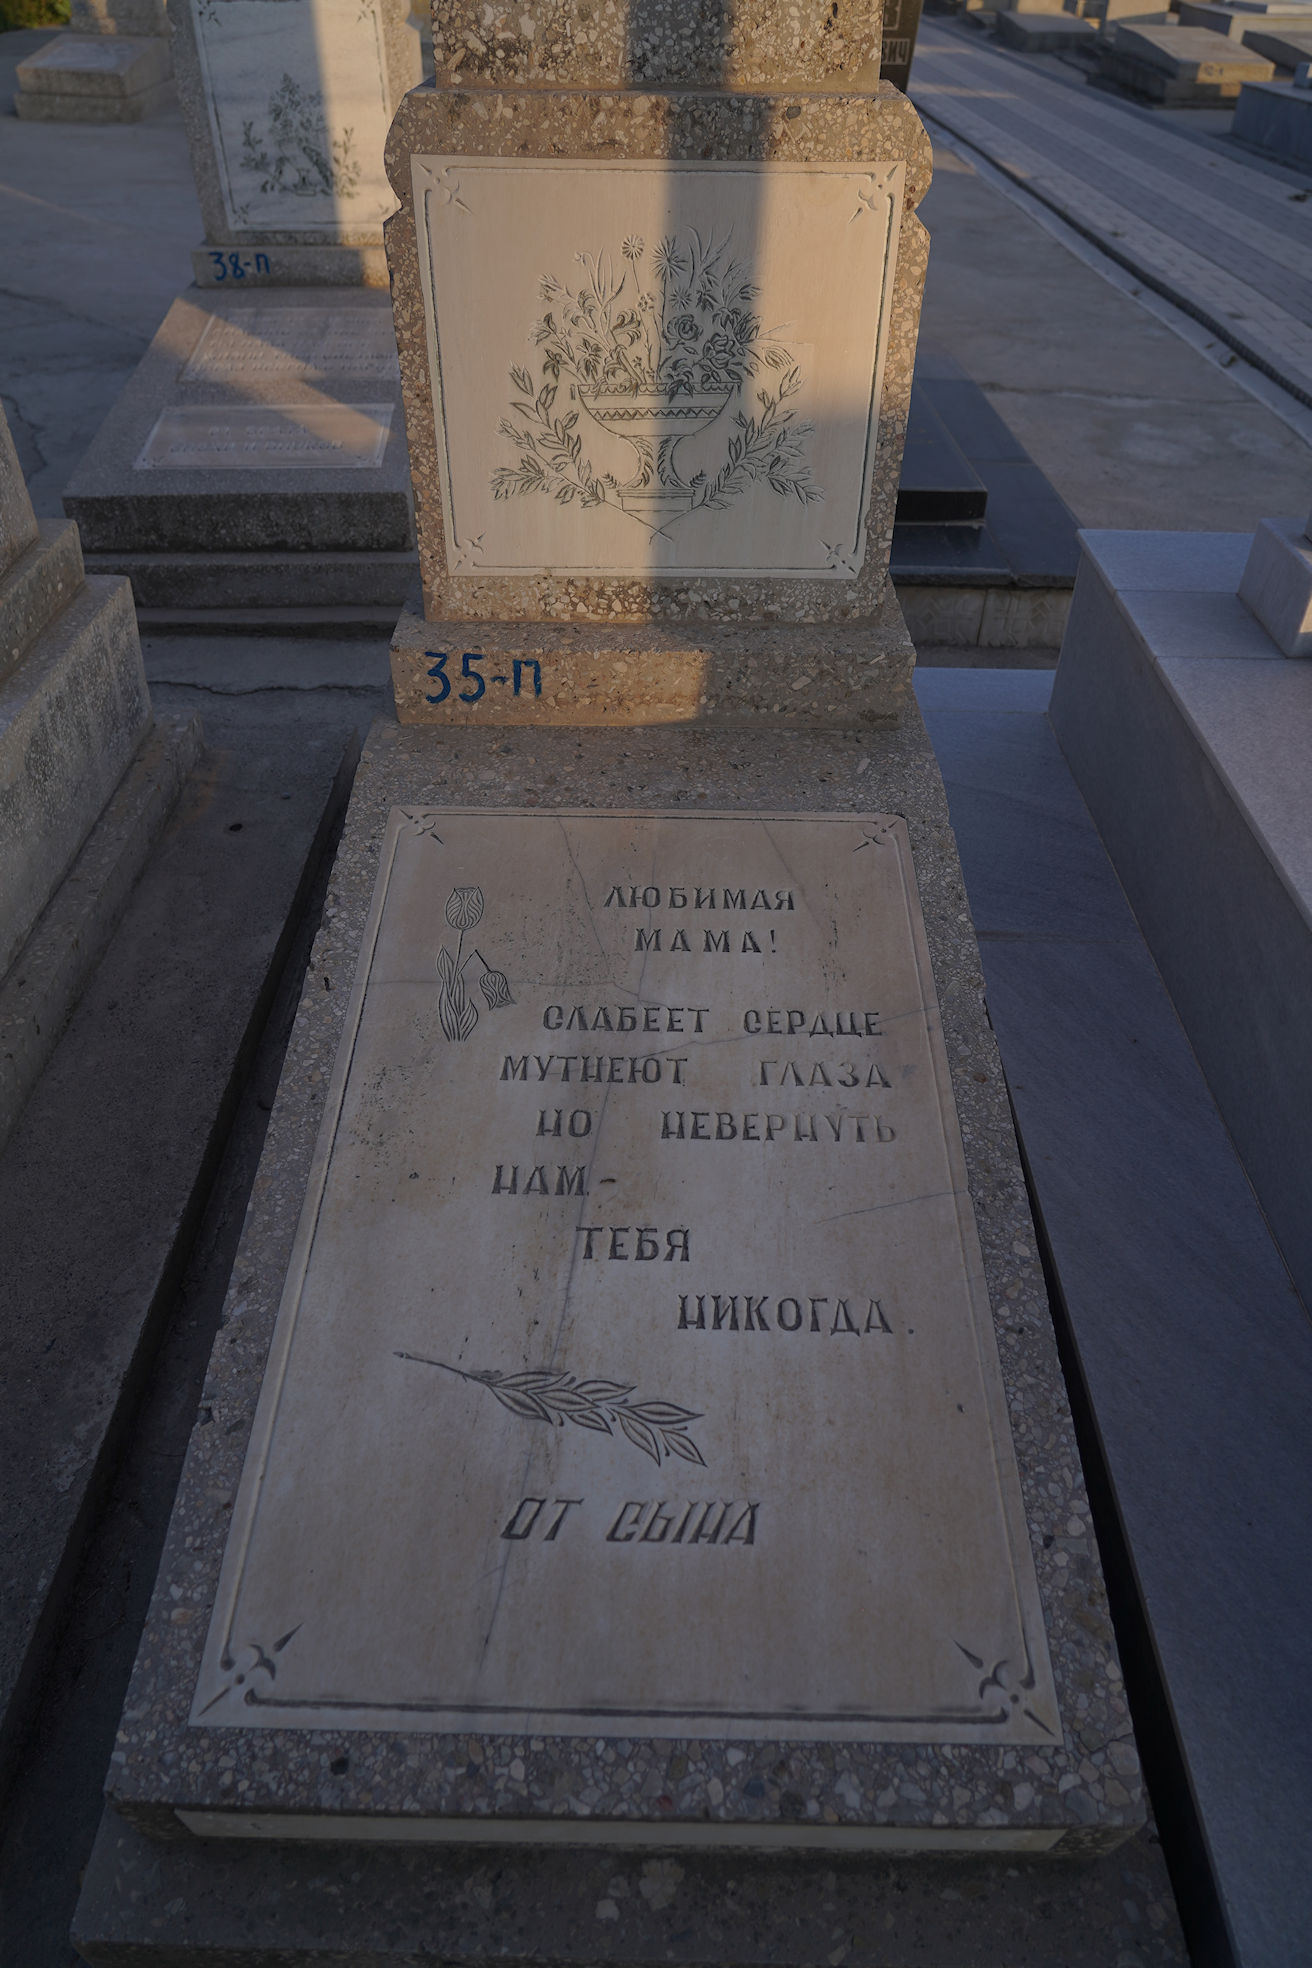 38-п
35-п
ЛЮБИМАЯ
МАМА!
СЛАБЕЕТ СЕРДЦЕ
МУТНЕЮТ ГЛАЗА
НО НЕВЕРНУТЬ
НАМ-
ТЕБЯ
НИКОГДА.
ОТ СЫНА